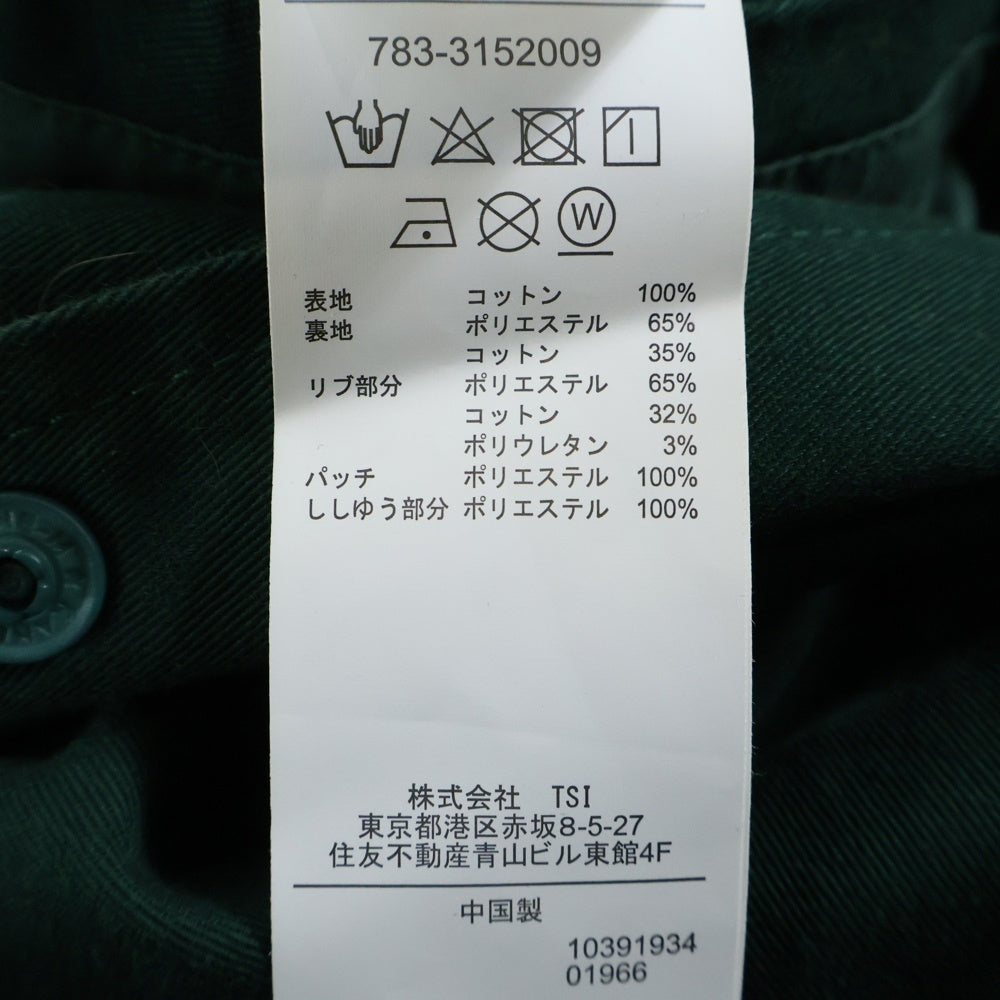 783-3152009
W
表地 コットン 100%
裏地 ポリエステル 65%
コットン 35%
リブ部分 ポリエステル 65%
コットン 32%
ポリウレタン 3%
パッチ ポリエステル 100%
ししゆう部分 ポリエステル 100%
株式会社 TSI
東京都港区赤坂8-5-27
住友不動産青山ビル東館4F
中国製
10391934
01966